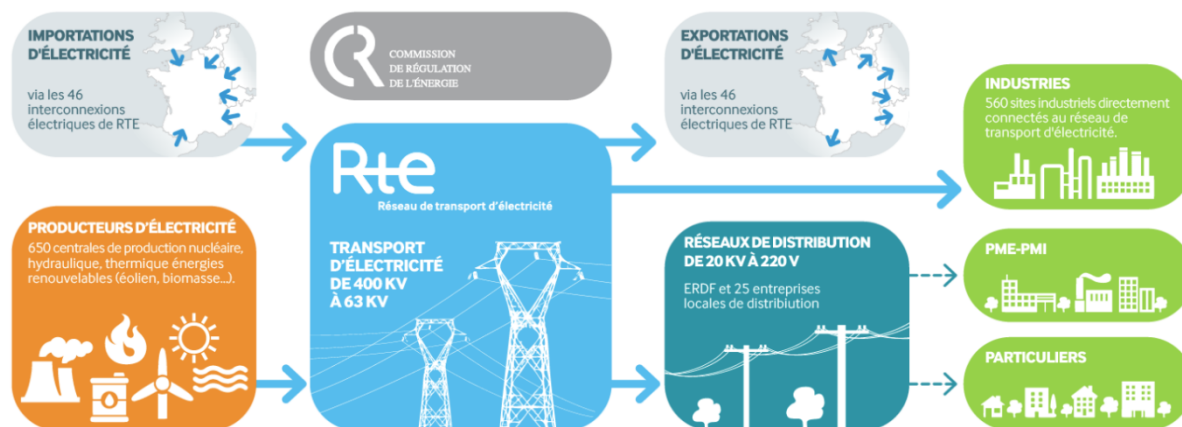 IMPORTATIONS
D'ÉLECTRICITÉ
via les 46
interconnexions
électriques de RTE
CR
COMMISSION
DE RÉGULATION
DE L'ÉNERGIE
EXPORTATIONS
D'ÉLECTRICITÉ
via les 46
interconnexions
électriques de RTE
INDUSTRIES
560 sites industriels directement
connectés au réseau de
transport d'électricité.
PRODUCTEURS D'ÉLECTRICITÉ
650 centrales de production nucléaire,
hydraulique, thermique énergies
renouvelables (éolien, biomasse...).
Rte
Réseau de transport d'électricité
TRANSPORT
D'ÉLECTRICITÉ
DE 400 KV
À 63 KV
RÉSEAUX DE DISTRIBUTION
DE 20 KV À 220 V
ERDF et 25 entreprises
locales de distribiution
PME-PMI
PARTICULIERS